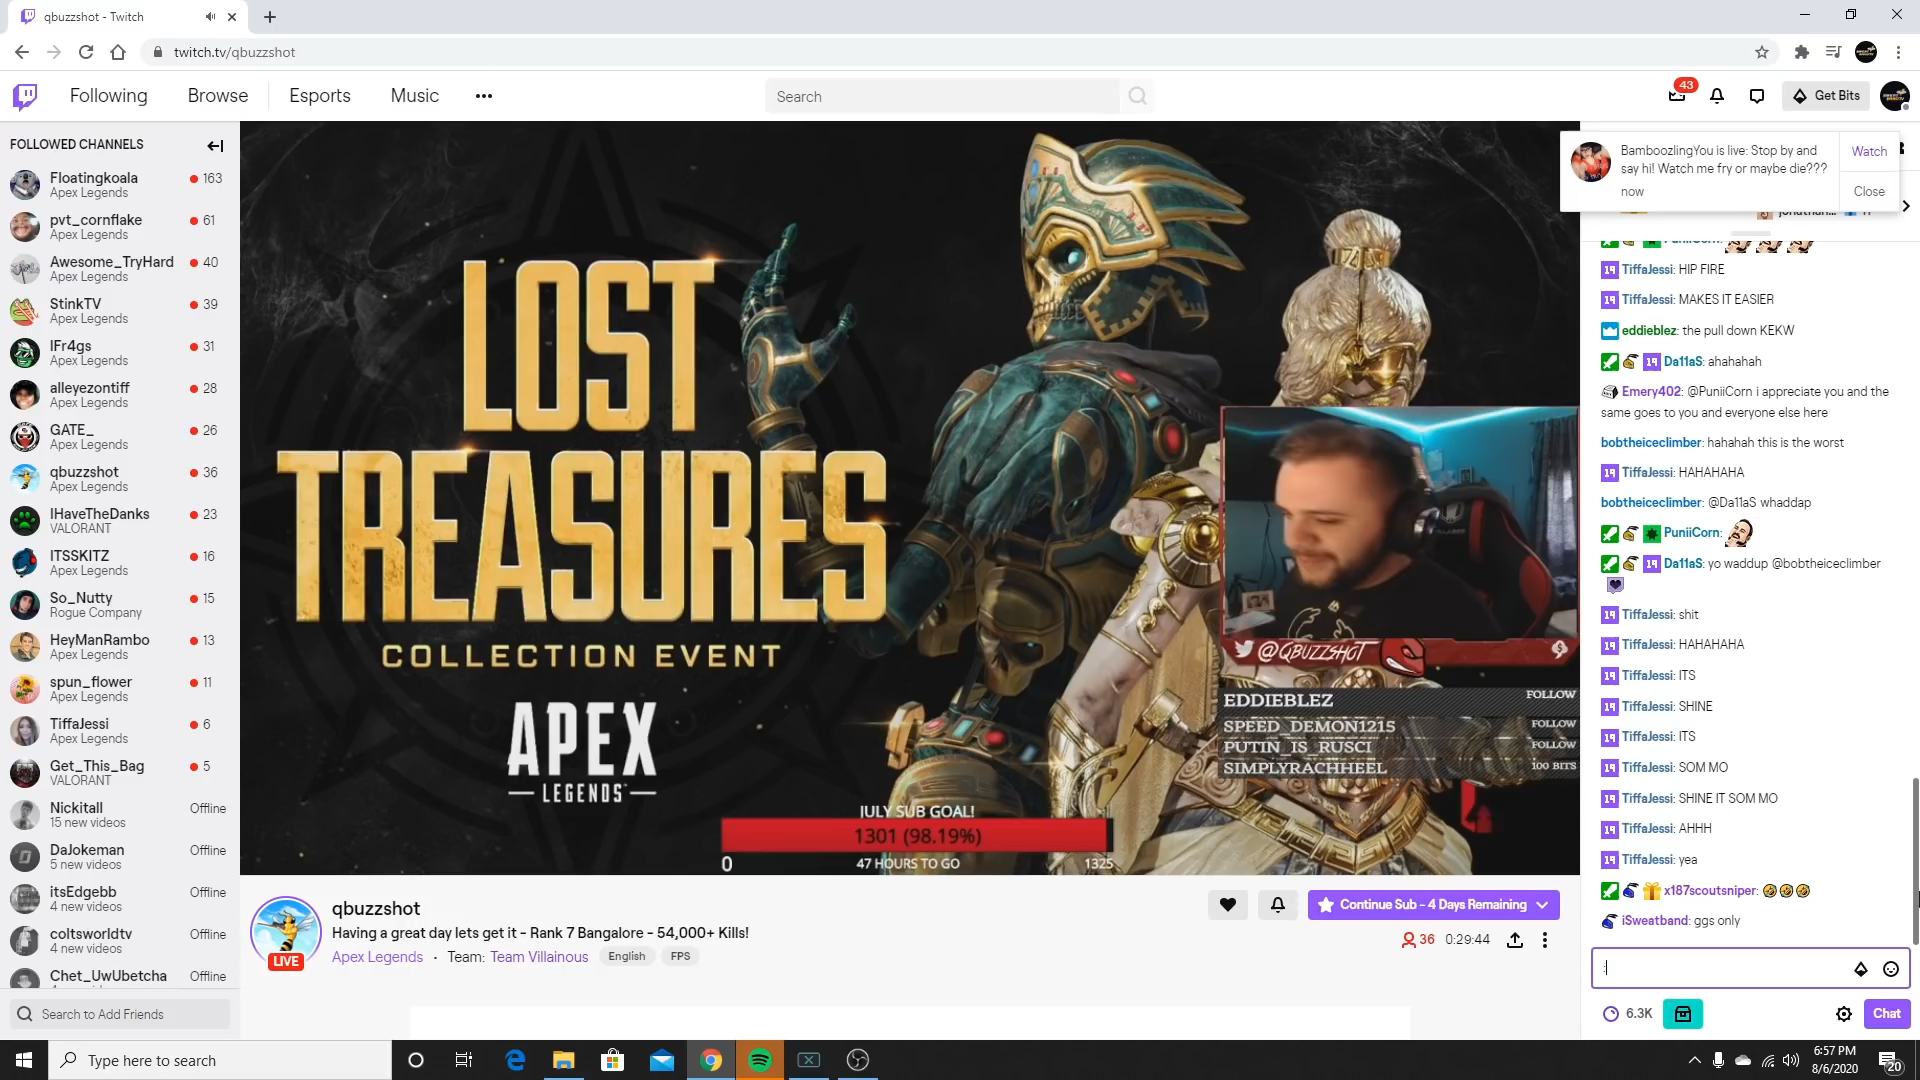 qbuzzshot - Twitch
twitch.tv/qbuzzshot
Following
Browse
Esports
Music
Search
43
Get Bits
FOLLOWED CHANNELS
Floatingkoala
163
Apex Legends
pvt_cornflake
61
Apex Legends
Awesome_TryHard
40
Apex Legends
StinkTV
39
Apex Legends
IFr4gs
31
Apex Legends
alleyezontiff
28
Apex Legends
GATE_
26
Apex Legends
qbuzzshot
36
Apex Legends
IHaveTheDanks
23
VALORANT
ITSSKITZ
16
Apex Legends
So_Nutty
15
Rogue Company
HeyManRambo
13
Apex Legends
spun_flower
11
Apex Legends
TiffaJessi
6
Apex Legends
Get_This_Bag
5
VALORANT
Nickitall
Offline
15 new videos
DaJokeman
Offline
5 new videos
itsEdgebb
Offline
4 new videos
coltsworldtv
Offline
4 new videos
Chet_UwUbetcha
Offline
Search to Add Friends
LOST
TREASURES
COLLECTION EVENT
APEX
LEGENDS
@QBUZZSHOT
EDDIEBLEZ FOLLOW
SPEED_DEMON1215 FOLLOW
PUTIN_IS_RUSCI FOLLOW
SIMPLYRACHHEEL 100 BITS
JULY SUB GOAL!
1301 (98.19%)
0 47 HOURS TO GO 1325
qbuzzshot
Having a great day lets get it - Rank 7 Bangalore - 54,000+ Kills!
Apex Legends · Team: Team Villainous English FPS
LIVE
Continue Sub - 4 Days Remaining
36 0:29:44
BamboozlingYou is live: Stop by and
say hi! Watch me fry or maybe die???
now
Watch
Close
PuniiCorn:
TiffaJessi: HIP FIRE
TiffaJessi: MAKES IT EASIER
eddieblez: the pull down KEKW
Da11aS: ahahahah
Emery402: @PuniiCorn i appreciate you and the
same goes to you and everyone else here
bobtheiceclimber: hahahah this is the worst
TiffaJessi: HAHAHAHA
bobtheiceclimber: @Da11aS whaddap
PuniiCorn:
Da11aS: yo waddup @bobtheiceclimber
TiffaJessi: shit
TiffaJessi: HAHAHAHA
TiffaJessi: ITS
TiffaJessi: SHINE
TiffaJessi: ITS
TiffaJessi: SOM MO
TiffaJessi: SHINE IT SOM MO
TiffaJessi: AHHH
TiffaJessi: yea
x187scoutsniper:
iSweatband: ggs only
:
6.3K
Chat
Type here to search
6:57 PM
8/6/2020
20